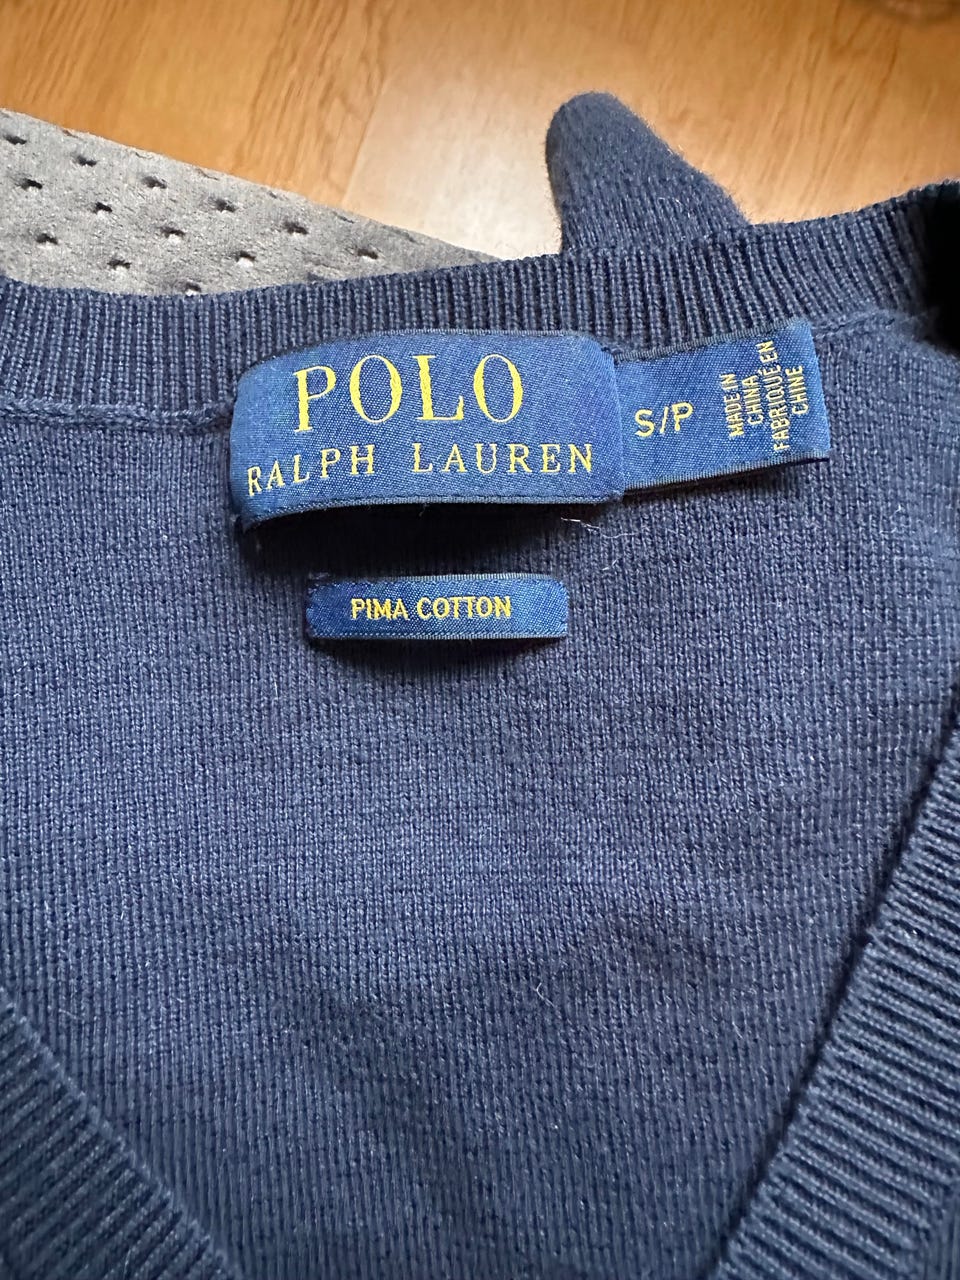 POLO
RALPH LAUREN
S/P
MADE IN
CHINA
FABRIQUÉ EN
CHINE
PIMA COTTON